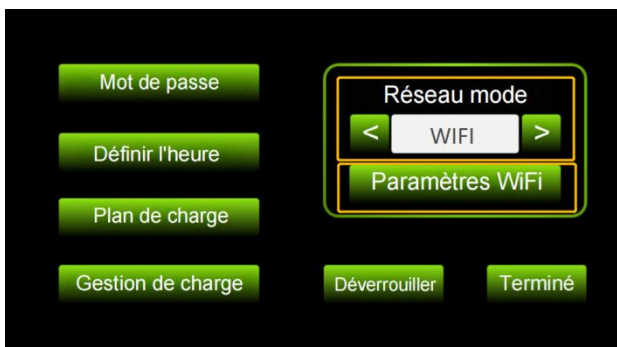 Mot de passe
Définir l'heure
Plan de charge
Gestion de charge
Réseau mode
< WIFI >
Paramètres WiFi
Déverrouiller
Terminé